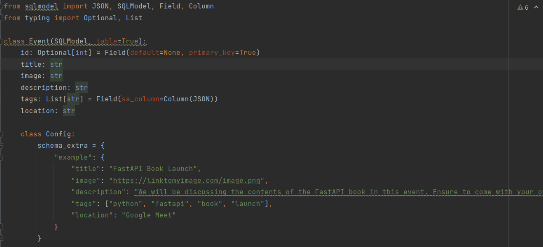 from sqlmodel import JSON, SQLModel, Field, Column
from typing import Optional, List
6
class Event(SQLModel, table=True):
id: Optional[int] = Field(default=None, primary_key=True)
title: str
image: str
description: str
tags: List[str] = Field(sa_column=Column(JSON))
location: str
class Config:
schema_extra = {
"example": {
"title": "FastAPI Book Launch",
"image": "https://linktomyimage.com/image.png",
"description": "We will be discussing the contents of the FastAPI book in this event. Ensure to come with your o
"tags": ["python", "fastapi", "book", "launch"],
"location": "Google Meet"
}
}